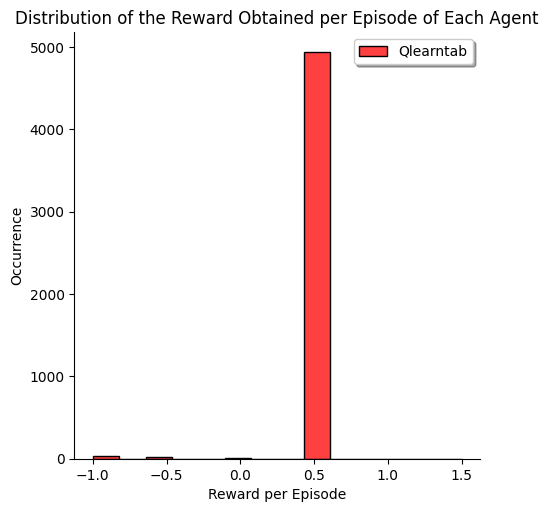 Distribution of the Reward Obtained per Episode of Each Agent
Qlearntab
Occurrence
5000
4000
3000
2000
1000
0
−1.0 −0.5 0.0 0.5 1.0 1.5
Reward per Episode